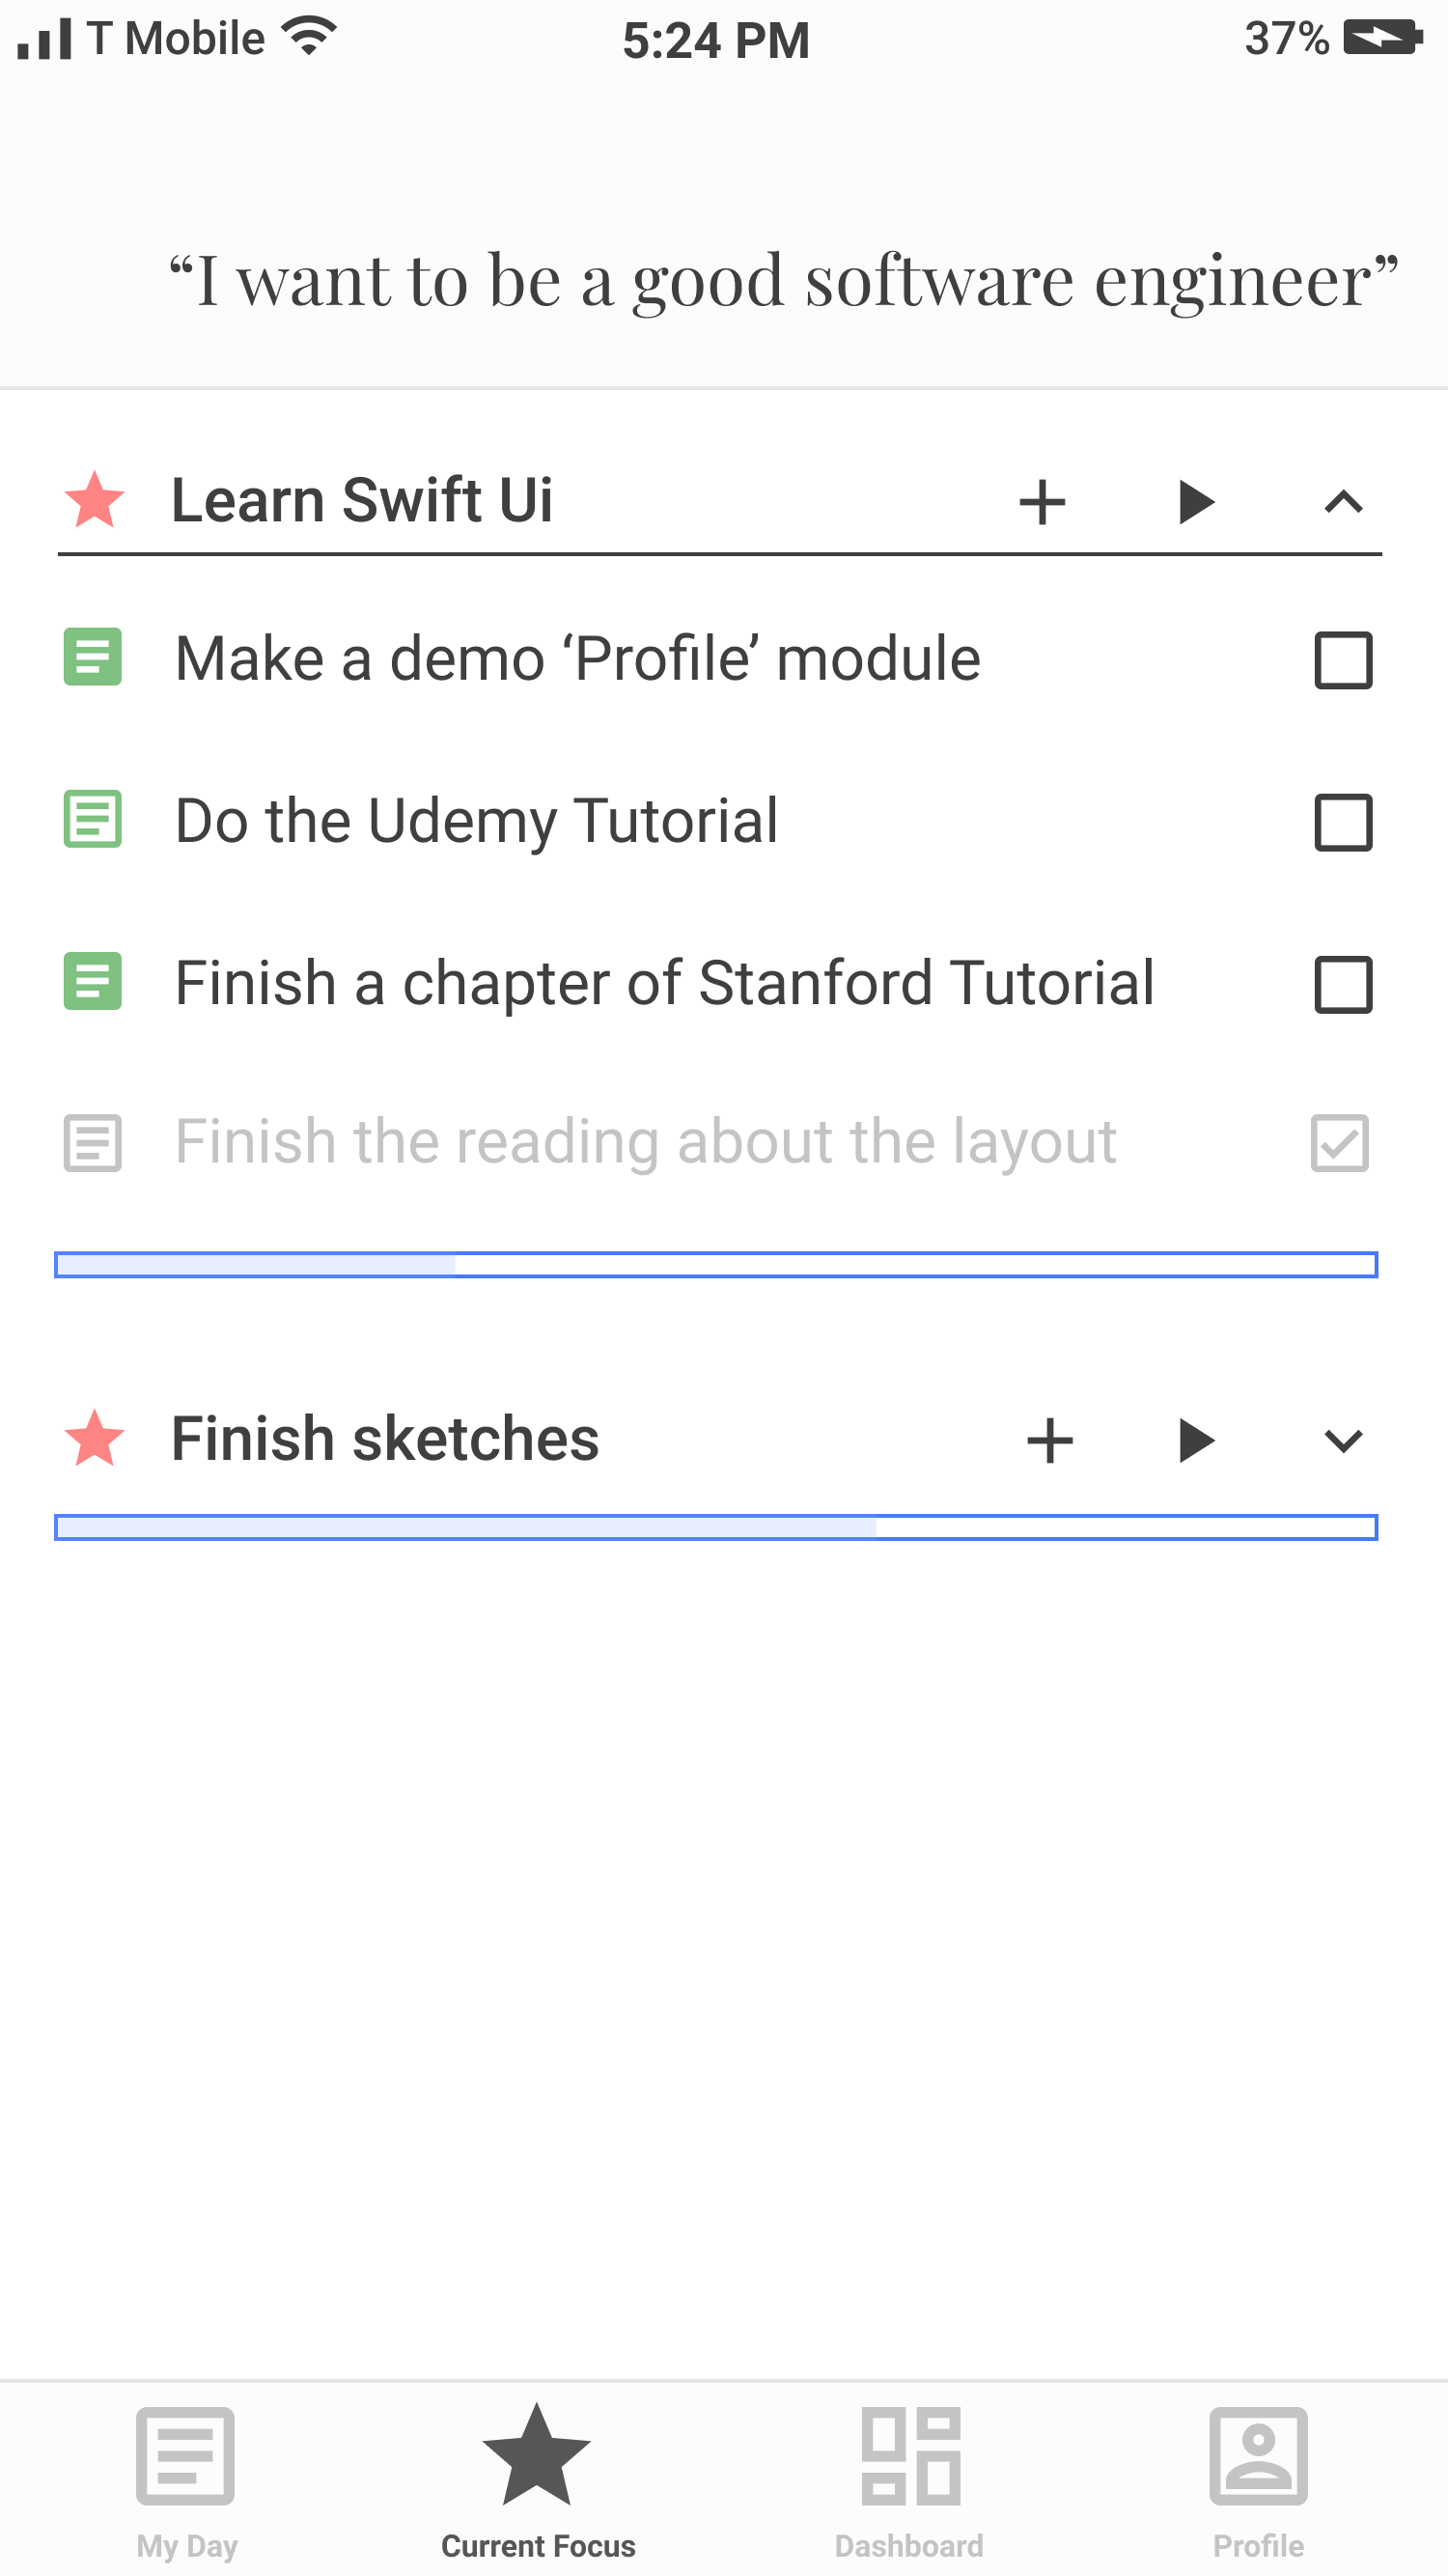 T Mobile 5:24 PM 37%
“I want to be a good software engineer”
Learn Swift Ui
Make a demo ‘Profile’ module
Do the Udemy Tutorial
Finish a chapter of Stanford Tutorial
Finish the reading about the layout
Finish sketches
My Day Current Focus Dashboard Profile